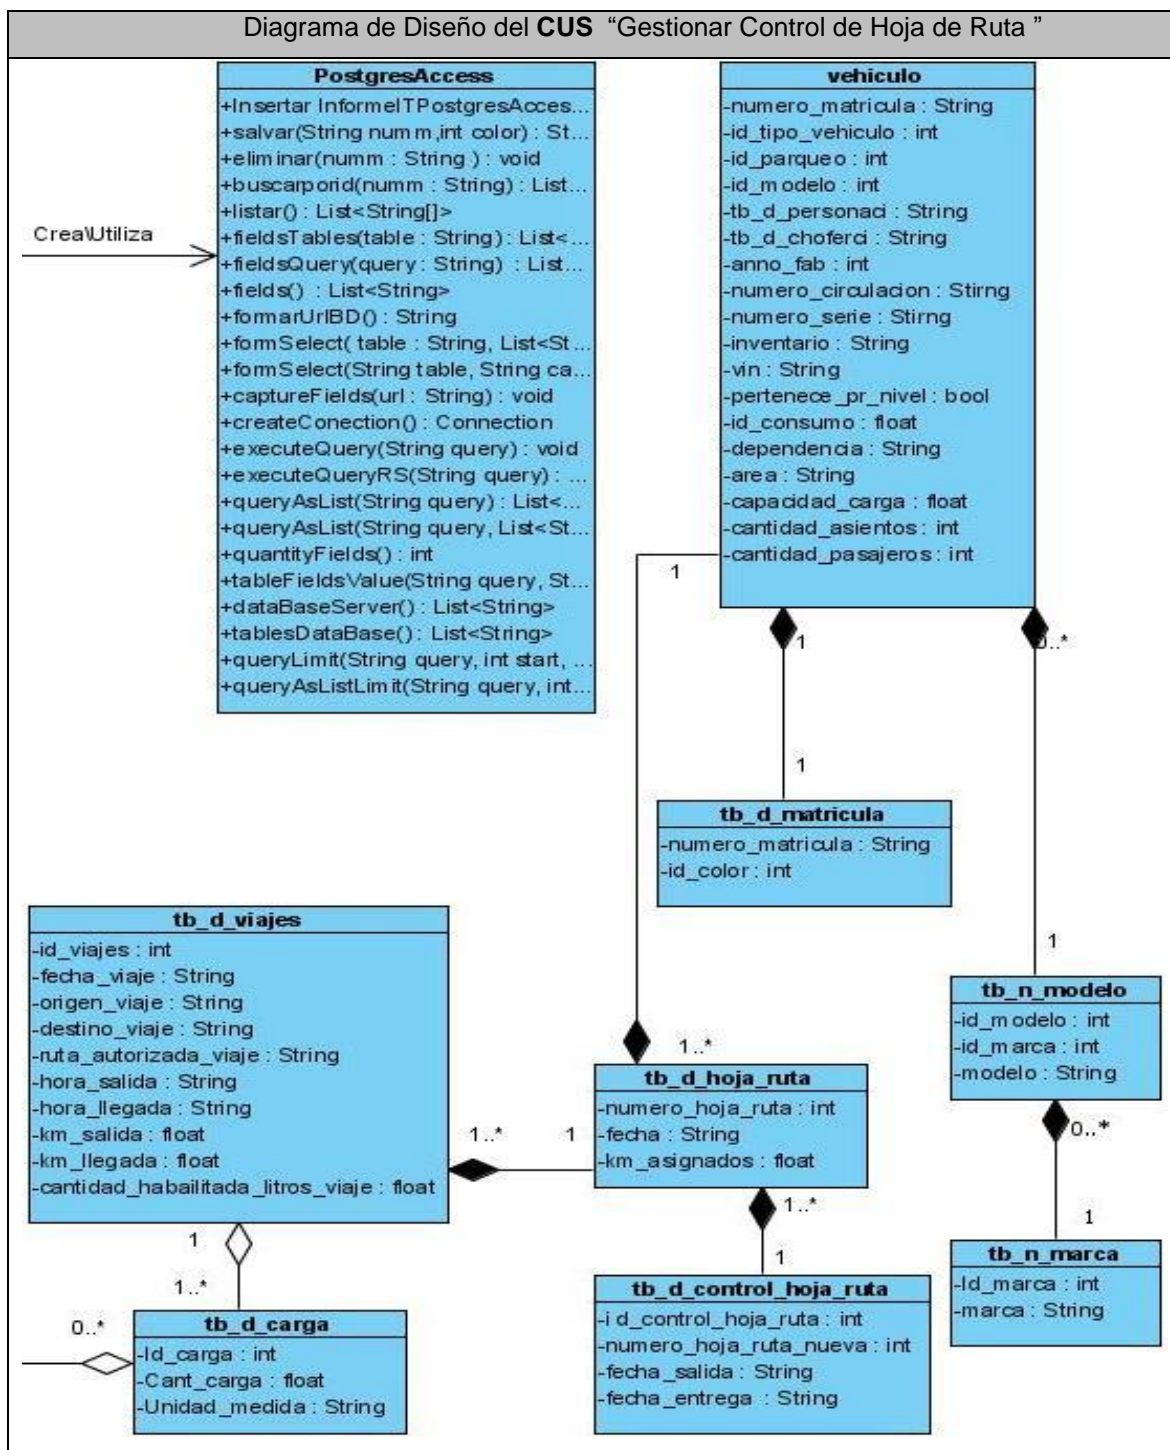 Diagrama de Diseño del CUS “Gestionar Control de Hoja de Ruta ”
Crea\Utiliza
PostgresAccess
+Insertar InformeITPostgresAcces...
+salvar(String numm,int color) : St...
+eliminar(numm : String ) : void
+buscarporid(numm : String) : List...
+listar() : List<String[]>
+fieldsTables(table : String) : List<...
+fieldsQuery(query : String) : List...
+fields() : List<String>
+formarUrlBD() : String
+formSelect( table : String, List<St...
+formSelect(String table, String ca...
+captureFields(url : String) : void
+createConection() : Connection
+executeQuery(String query) : void
+executeQueryRS(String query) : ...
+queryAsList(String query) : List<...
+queryAsList(String query, List<St...
+quantityFields() : int
+tableFieldsValue(String query, St...
+dataBaseServer() : List<String>
+tablesDataBase() : List<String>
+queryLimit(String query, int start, ...
+queryAsListLimit(String query, int...
vehiculo
-numero_matricula : String
-id_tipo_vehiculo : int
-id_parqueo : int
-id_modelo : int
-tb_d_personaci : String
-tb_d_choferci : String
-anno_fab : int
-numero_circulacion : Stirng
-numero_serie : Stirng
-inventario : String
-vin : String
-pertenece_pr_nivel : bool
-id_consumo : float
-dependencia : String
-area : String
-capacidad_carga : float
-cantidad_asientos : int
-cantidad_pasajeros : int
1
1
0..*
1
tb_d_matricula
-numero_matricula : String
-id_color : int
1
tb_n_modelo
-id_modelo : int
-id_marca : int
-modelo : String
0..*
1
tb_n_marca
-Id_marca : int
-marca : String
tb_d_viajes
-id_viajes : int
-fecha_viaje : String
-origen_viaje : String
-destino_viaje : String
-ruta_autorizada_viaje : String
-hora_salida : String
-hora_llegada : String
-km_salida : float
-km_llegada : float
-cantidad_habailitada_litros_viaje : float
1..*
1
1..*
tb_d_hoja_ruta
-numero_hoja_ruta : int
-fecha : String
-km_asignados : float
1..*
1
tb_d_control_hoja_ruta
-i d_control_hoja_ruta : int
-numero_hoja_ruta_nueva : int
-fecha_salida : String
-fecha_entrega : String
1
1..*
0..*
tb_d_carga
-Id_carga : int
-Cant_carga : float
-Unidad_medida : String